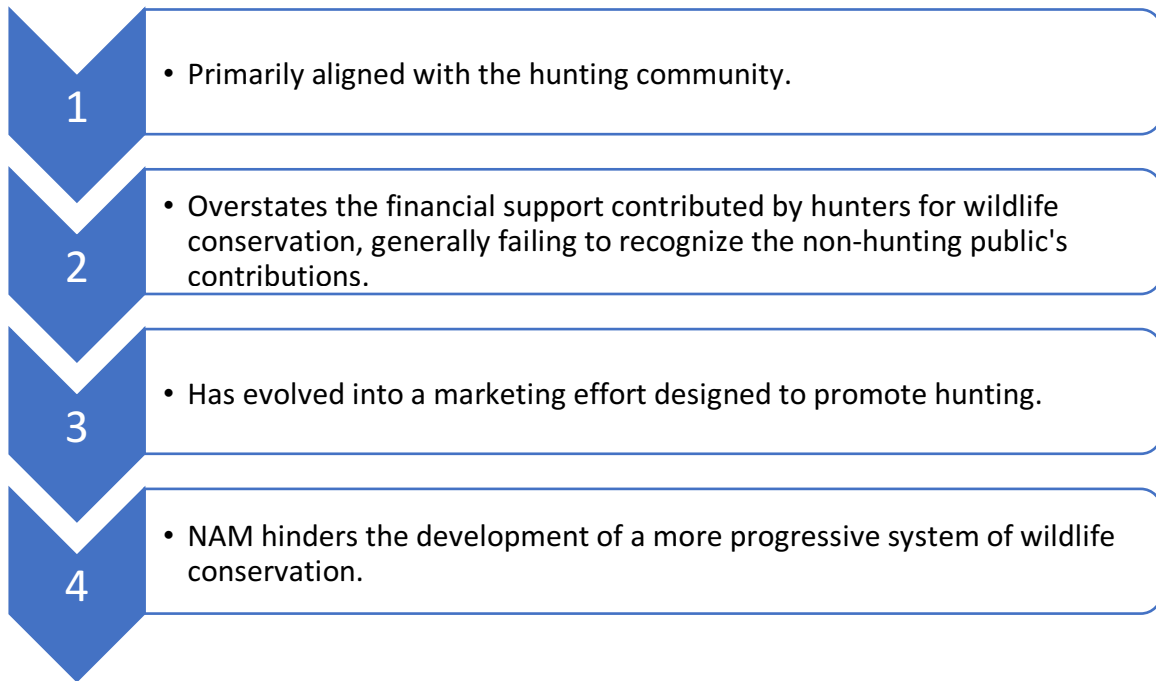 1
• Primarily aligned with the hunting community.
2
• Overstates the financial support contributed by hunters for wildlife
conservation, generally failing to recognize the non-hunting public's
contributions.
3
• Has evolved into a marketing effort designed to promote hunting.
4
• NAM hinders the development of a more progressive system of wildlife
conservation.